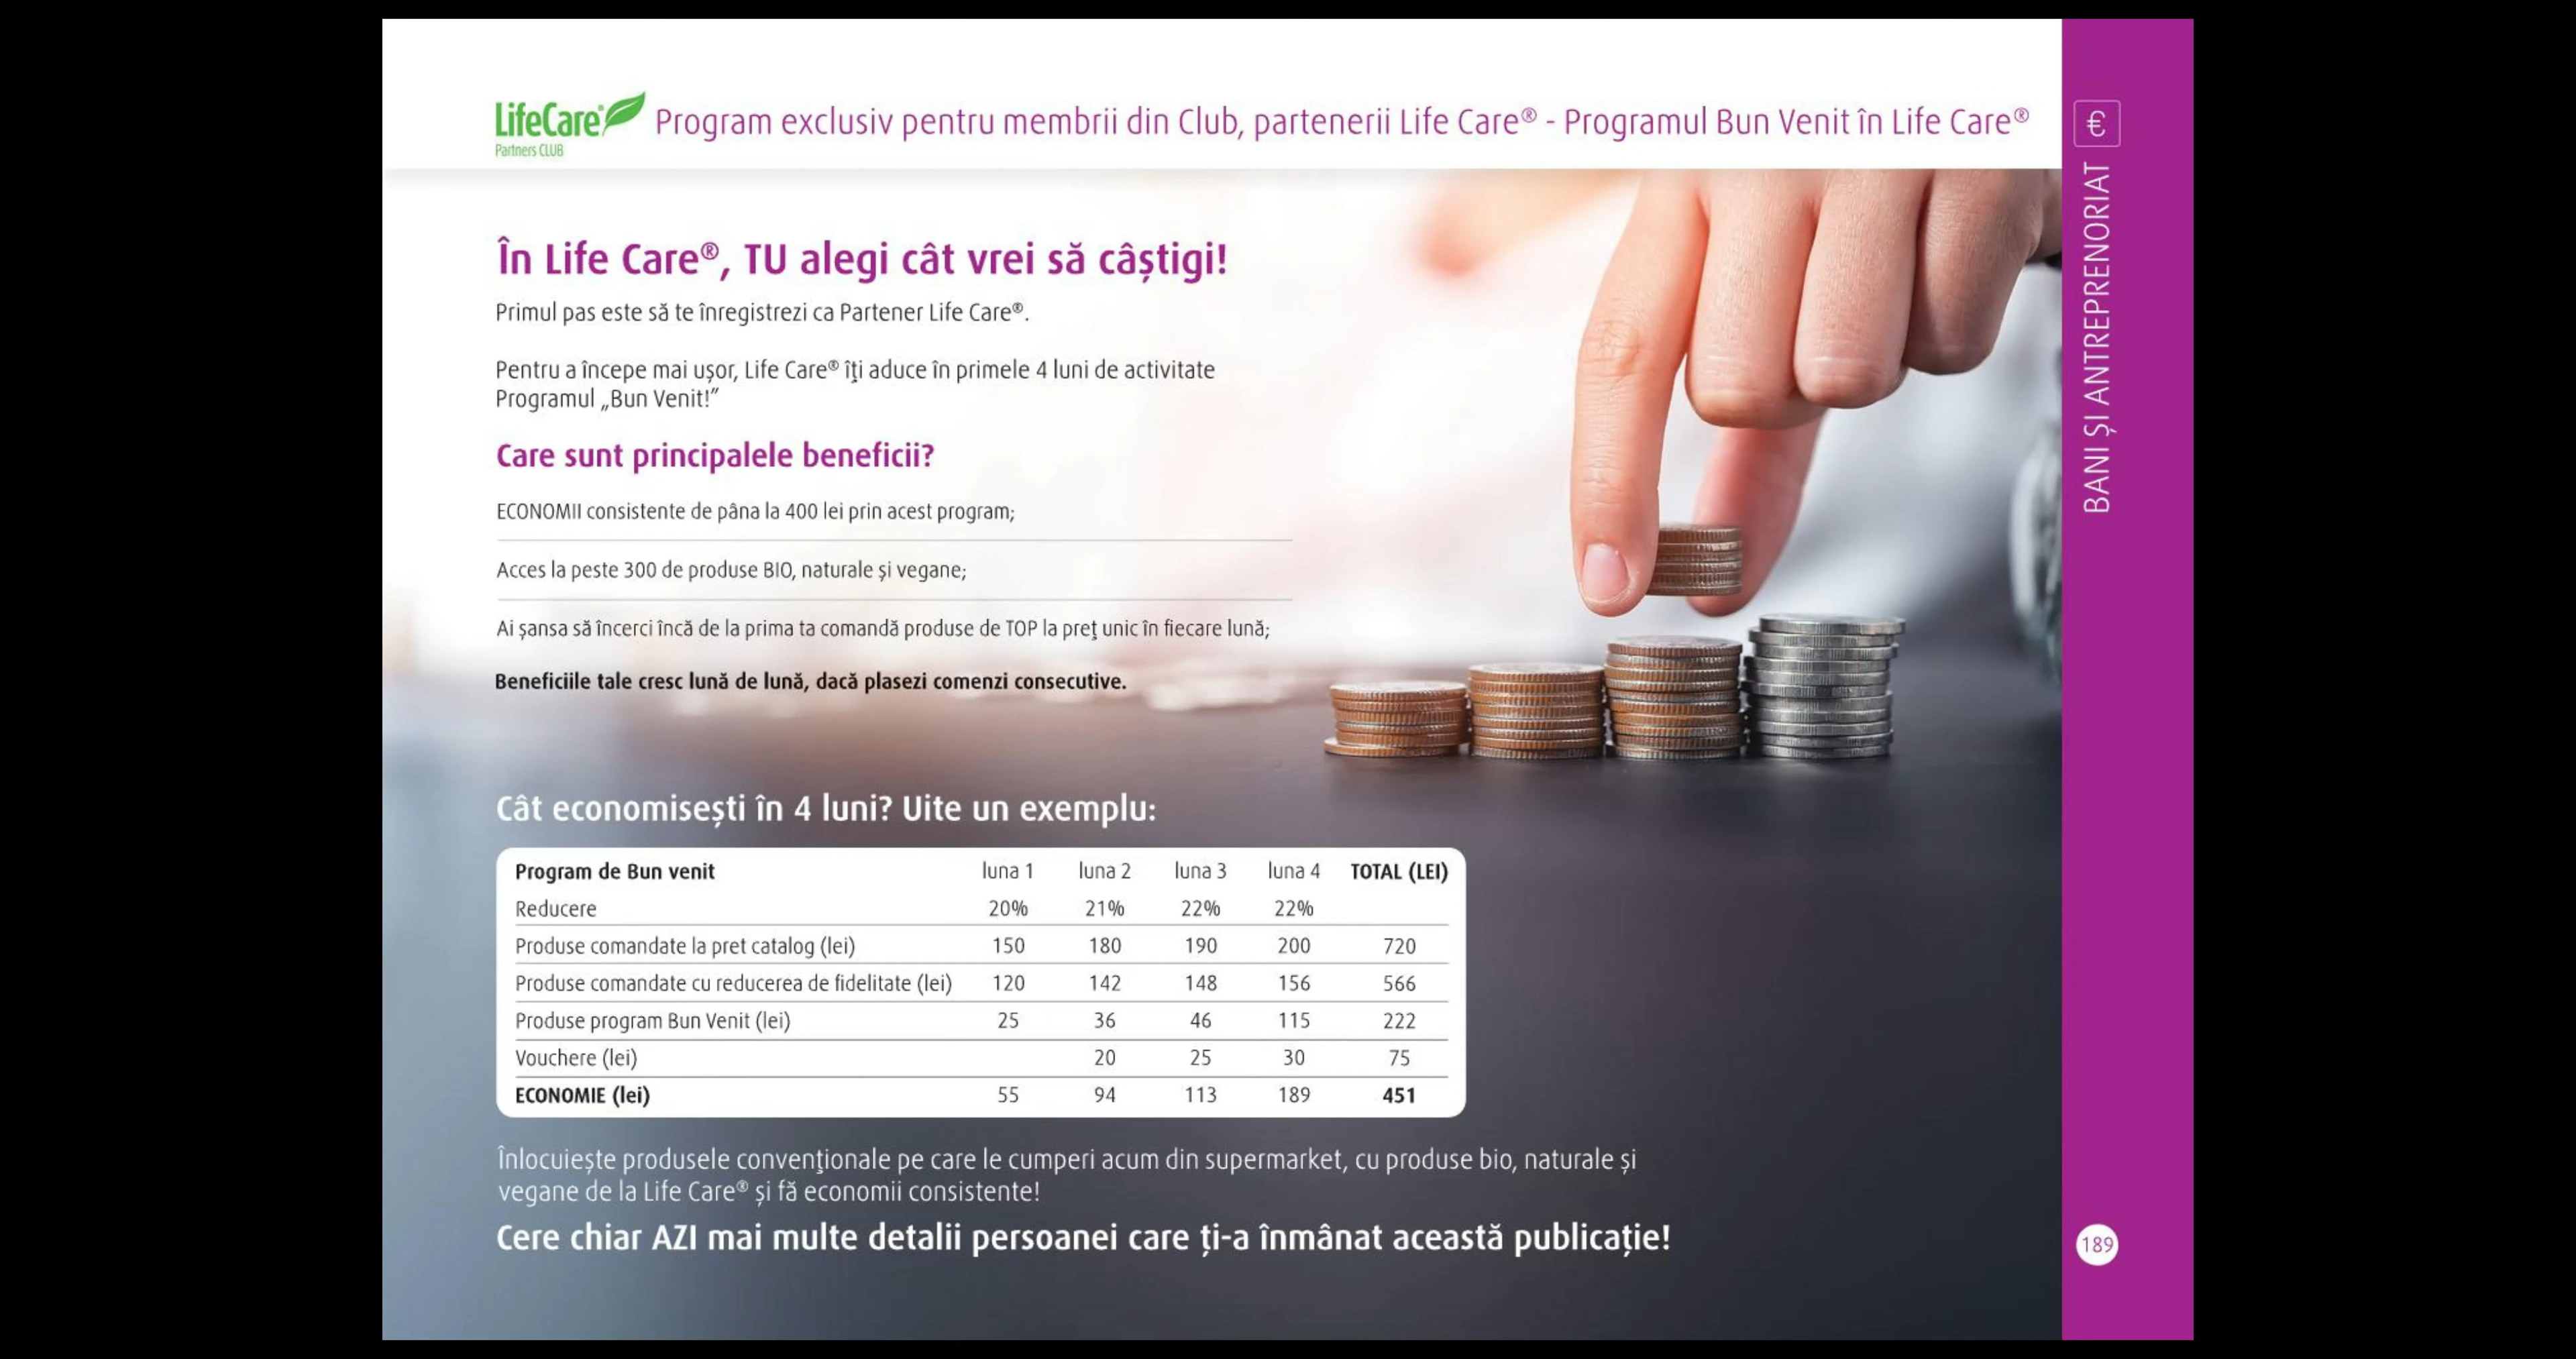 LifeCare®
Partners CLUB
Program exclusiv pentru membrii din Club, partenerii Life Care® - Programul Bun Venit în Life Care®
€
BANI ȘI ANTREPRENORIAT
În Life Care®, TU alegi cât vrei să câștigi!
Primul pas este să te înregistrezi ca Partener Life Care®.
Pentru a începe mai ușor, Life Care® îți aduce în primele 4 luni de activitate
Programul „Bun Venit!”
Care sunt principalele beneficii?
ECONOMII consistente de pâna la 400 lei prin acest program;
Acces la peste 300 de produse BIO, naturale și vegane;
Ai șansa să încerci încă de la prima ta comandă produse de TOP la preț unic în fiecare lună;
Beneficiile tale cresc lună de lună, dacă plasezi comenzi consecutive.
Cât economisești în 4 luni? Uite un exemplu:
Program de Bun venit luna 1 luna 2 luna 3 luna 4 TOTAL (LEI)
Reducere 20% 21% 22% 22%
Produse comandate la pret catalog (lei) 150 180 190 200 720
Produse comandate cu reducerea de fidelitate (lei) 120 142 148 156 566
Produse program Bun Venit (lei) 25 36 46 115 222
Vouchere (lei) 20 25 30 75
ECONOMIE (lei) 55 94 113 189 451
Înlocuiește produsele convenționale pe care le cumperi acum din supermarket, cu produse bio, naturale și
vegane de la Life Care® și fă economii consistente!
Cere chiar AZI mai multe detalii persoanei care ți-a înmânat această publicație!
189